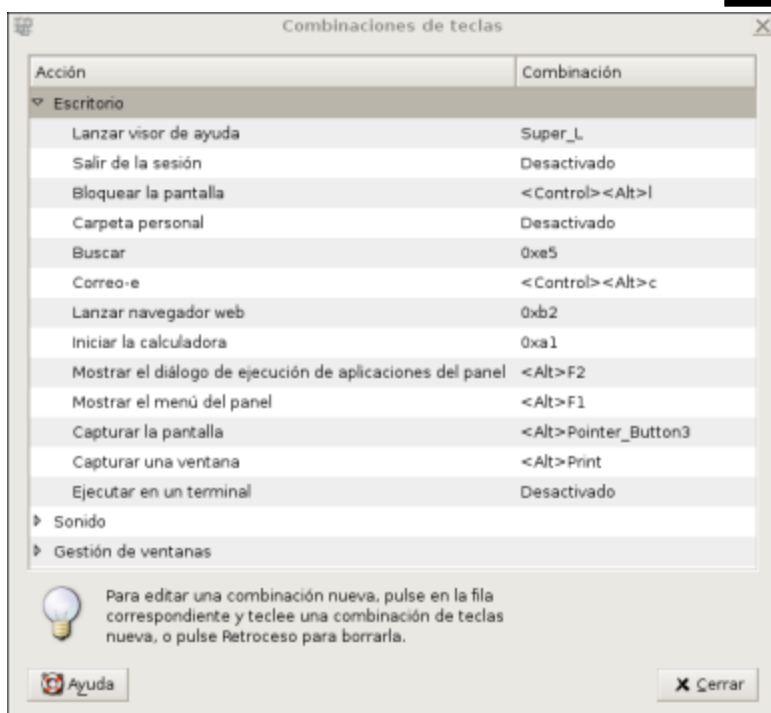 Combinaciones de teclas
Acción Combinación
Escritorio
Lanzar visor de ayuda Super_L
Salir de la sesión Desactivado
Bloquear la pantalla <Control><Alt>l
Carpeta personal Desactivado
Buscar 0xe5
Correo-e <Control><Alt>c
Lanzar navegador web 0xb2
Iniciar la calculadora 0xa1
Mostrar el diálogo de ejecución de aplicaciones del panel <Alt>F2
Mostrar el menú del panel <Alt>F1
Capturar la pantalla <Alt>Pointer_Button3
Capturar una ventana <Alt>Print
Ejecutar en un terminal Desactivado
Sonido
Gestión de ventanas
Para editar una combinación nueva, pulse en la fila
correspondiente y teclee una combinación de teclas
nueva, o pulse Retroceso para borrarla.
Ayuda Cerrar